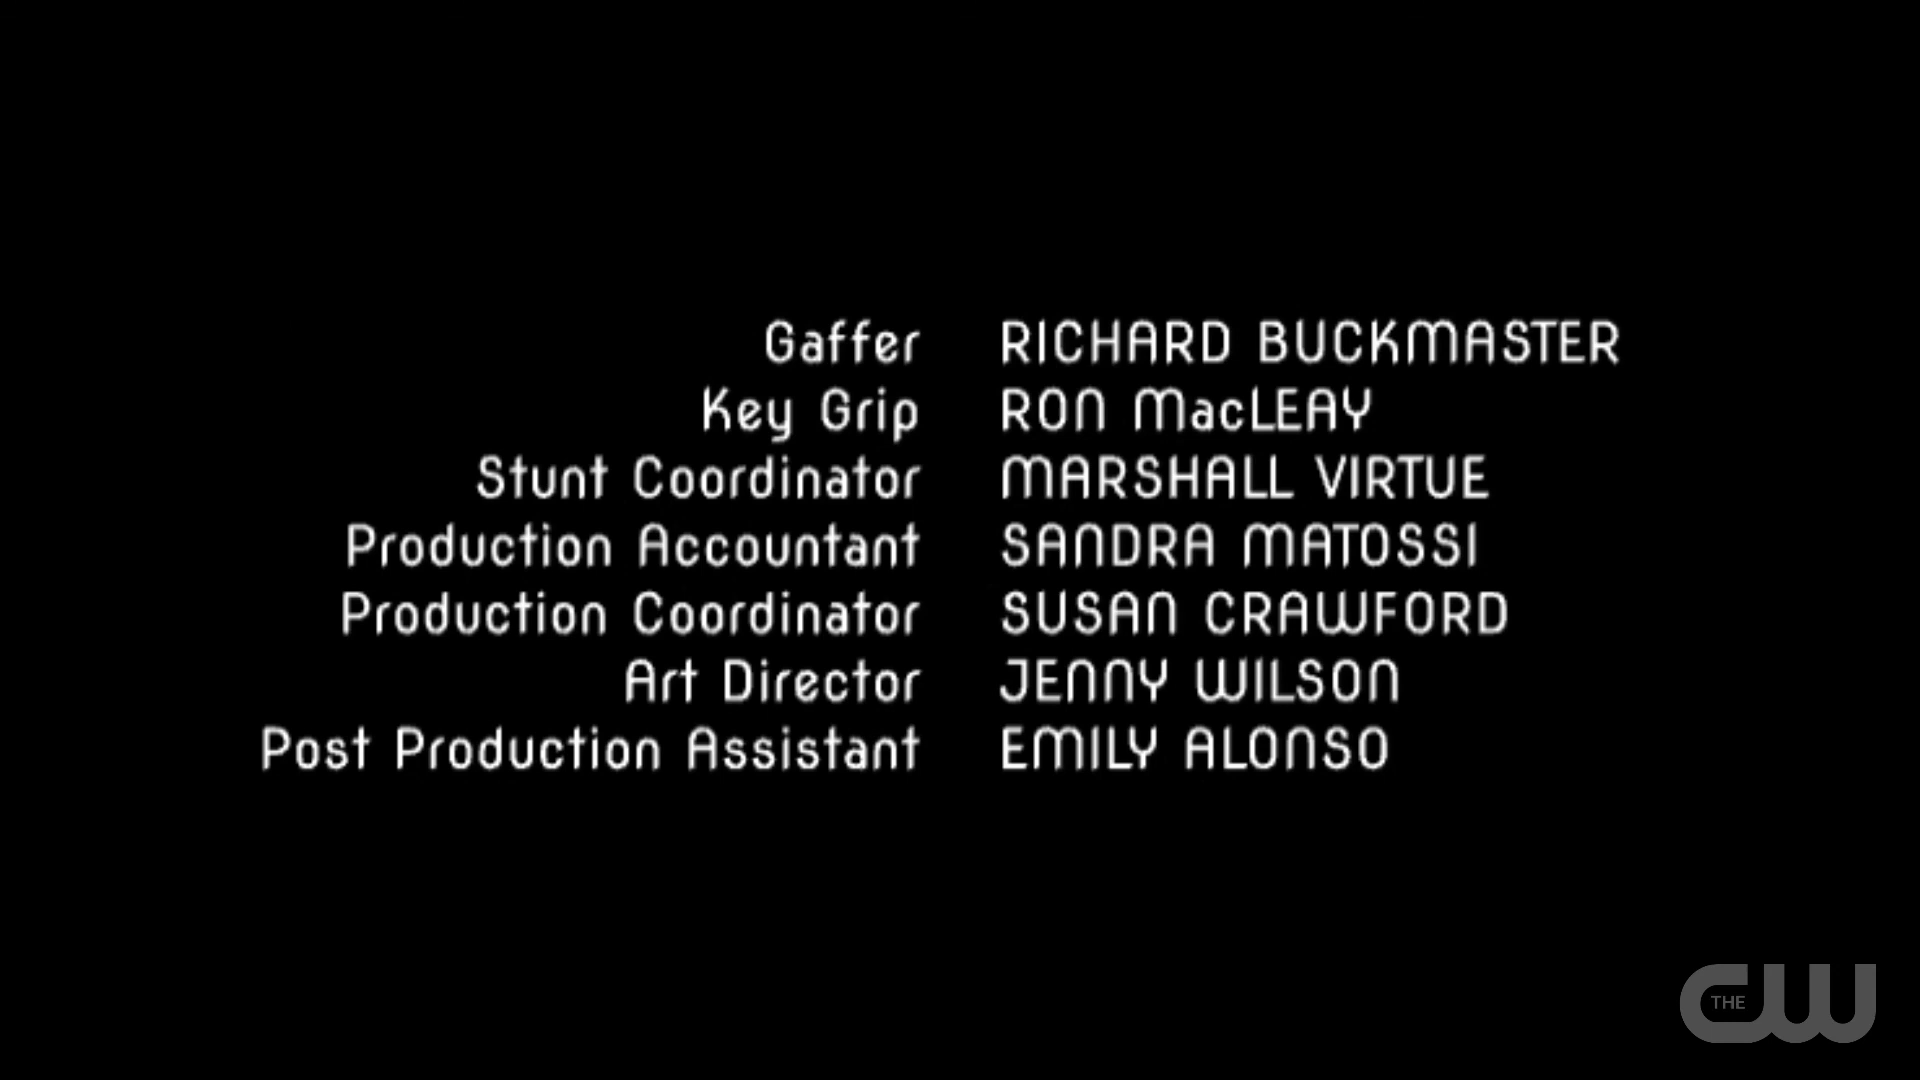 Gaffer RICHARD BUCKMASTER
Key Grip RON MacLEAY
Stunt Coordinator MARSHALL VIRTUE
Production Accountant SANDRA MATOSSI
Production Coordinator SUSAN CRAWFORD
Art Director JENNY WILSON
Post Production Assistant EMILY ALONSO
THE CW